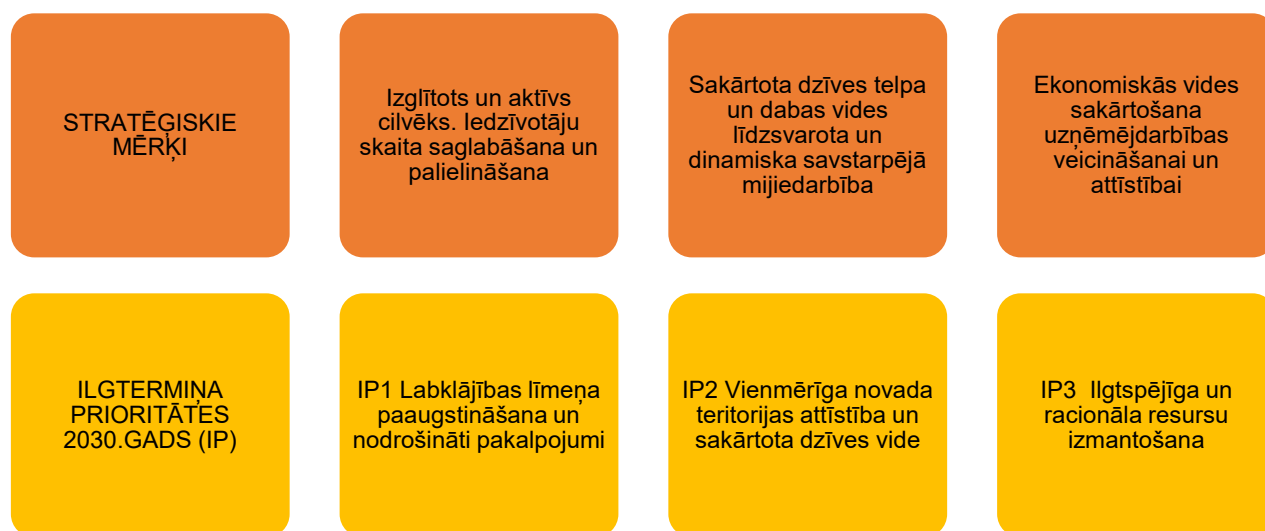 STRATĒĢISKIE
MĒRĶI
Izglītots un aktīvs
cilvēks. Iedzīvotāju
skaita saglabāšana un
palielināšana
Sakārtota dzīves telpa
un dabas vides
līdzsvarota un
dinamiska savstarpējā
mijiedarbība
Ekonomiskās vides
sakārtošana
uzņēmējdarbības
veicināšanai un
attīstībai
ILGTERMIŅA
PRIORITĀTES
2030.GADS (IP)
IP1 Labklājības līmeņa
paaugstināšana un
nodrošināti pakalpojumi
IP2 Vienmērīga novada
teritorijas attīstība un
sakārtota dzīves vide
IP3 Ilgtspējīga un
racionāla resursu
izmantošana